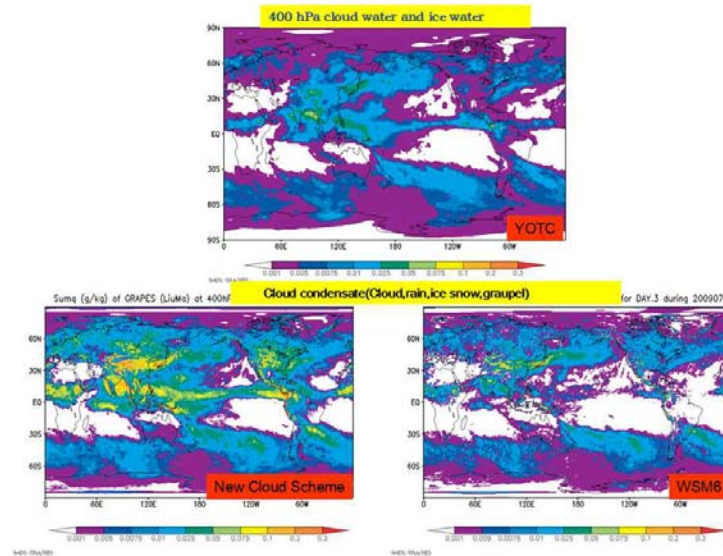 400 hPa cloud water and ice water
90N
60N
30N
EQ
30S
60S
90S
0 60E 120E 180 120W 60W
YOTC
0.001 0.005 0.0075 0.01 0.025 0.05 0.075 0.1 0.2 0.3
Sumq (g/kg) of GRAPES (LiuMa) at 400h
Cloud condensate(Cloud,rain,ice snow,graupel)
for DAY.3 during 200907
60N
30N
EQ
30S
60S
0 60E 120E 180 120W 60W
New Cloud Scheme
0.001 0.005 0.0075 0.01 0.025 0.05 0.075 0.1 0.2 0.3
60N
30N
EQ
30S
60S
0 60E 120E 180 120W 60W
WSM6
0.001 0.005 0.0075 0.01 0.025 0.05 0.075 0.1 0.2 0.3